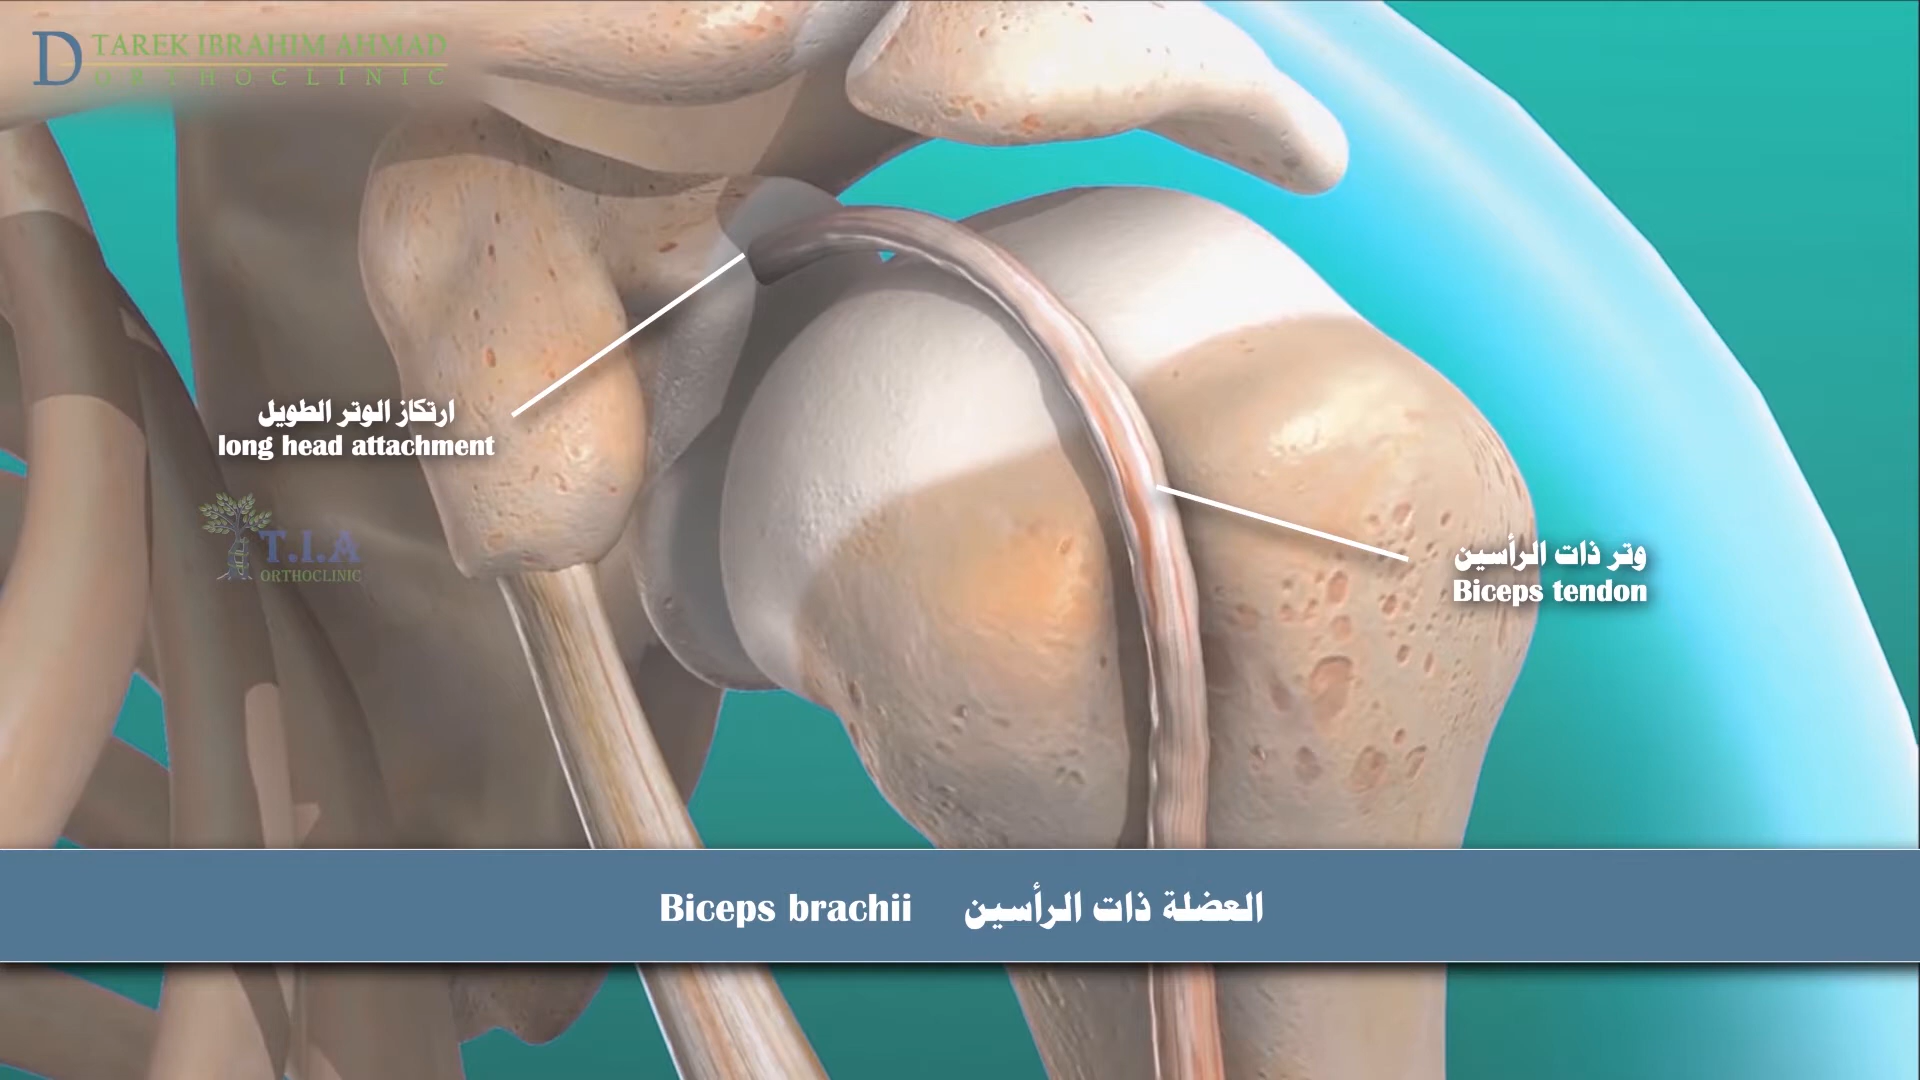 D TAREK IBRAHIM AHMAD
ORTHOCLINIC
ارتكاز الوتر الطويل
long head attachment
T.I.A
ORTHOCLINIC
وتر ذات الرأسين
Biceps tendon
Biceps brachii العضلة ذات الرأسين